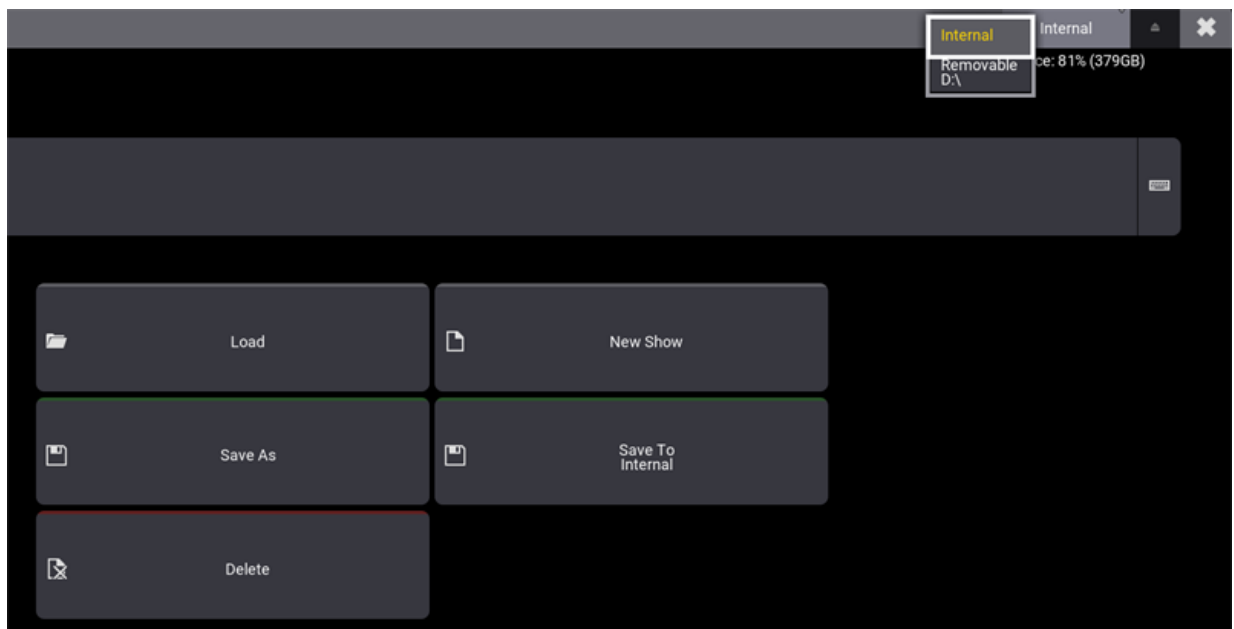 Internal
Internal
Removable
D:\
ce: 81% (379GB)
Load
New Show
Save As
Save To
Internal
Delete